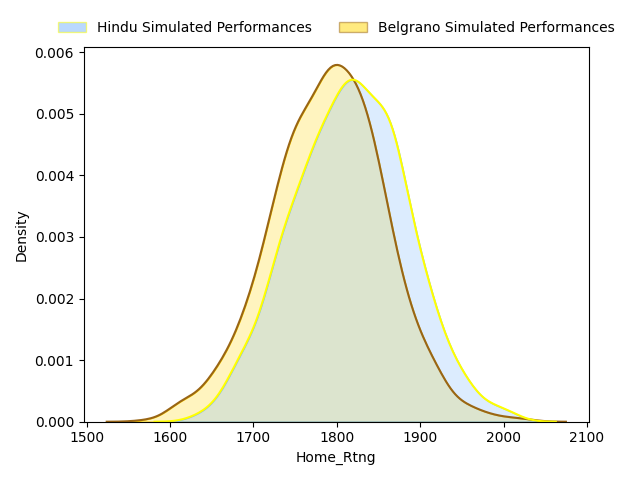 Hindu Simulated Performances
Belgrano Simulated Performances
0.006
0.005
0.004
0.003
0.002
0.001
0.000
Density
1500 1600 1700 1800 1900 2000 2100
Home_Rtng